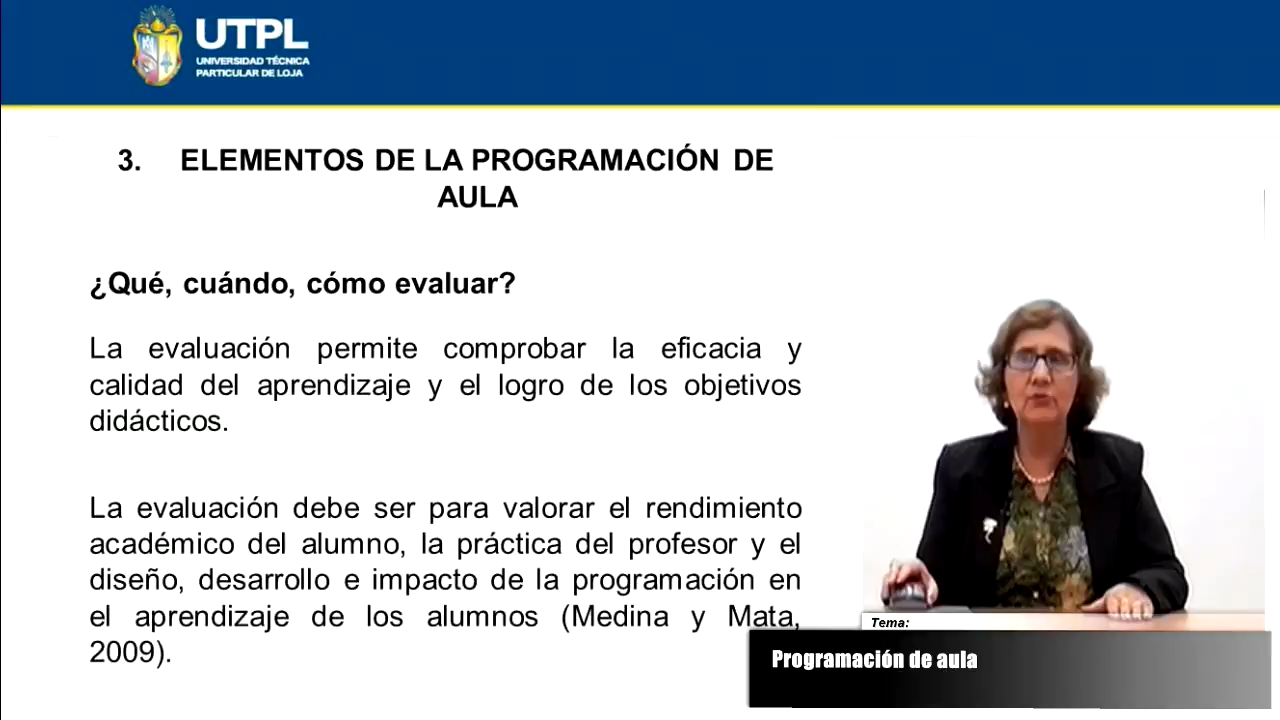 UTPL
UNIVERSIDAD TÉCNICA
PARTICULAR DE LOJA
3. ELEMENTOS DE LA PROGRAMACIÓN DE
AULA
¿Qué, cuándo, cómo evaluar?
La evaluación permite comprobar la eficacia y
calidad del aprendizaje y el logro de los objetivos
didácticos.
La evaluación debe ser para valorar el rendimiento
académico del alumno, la práctica del profesor y el
diseño, desarrollo e impacto de la programación en
el aprendizaje de los alumnos (Medina y Mata,
2009).
Tema:
Programación de aula